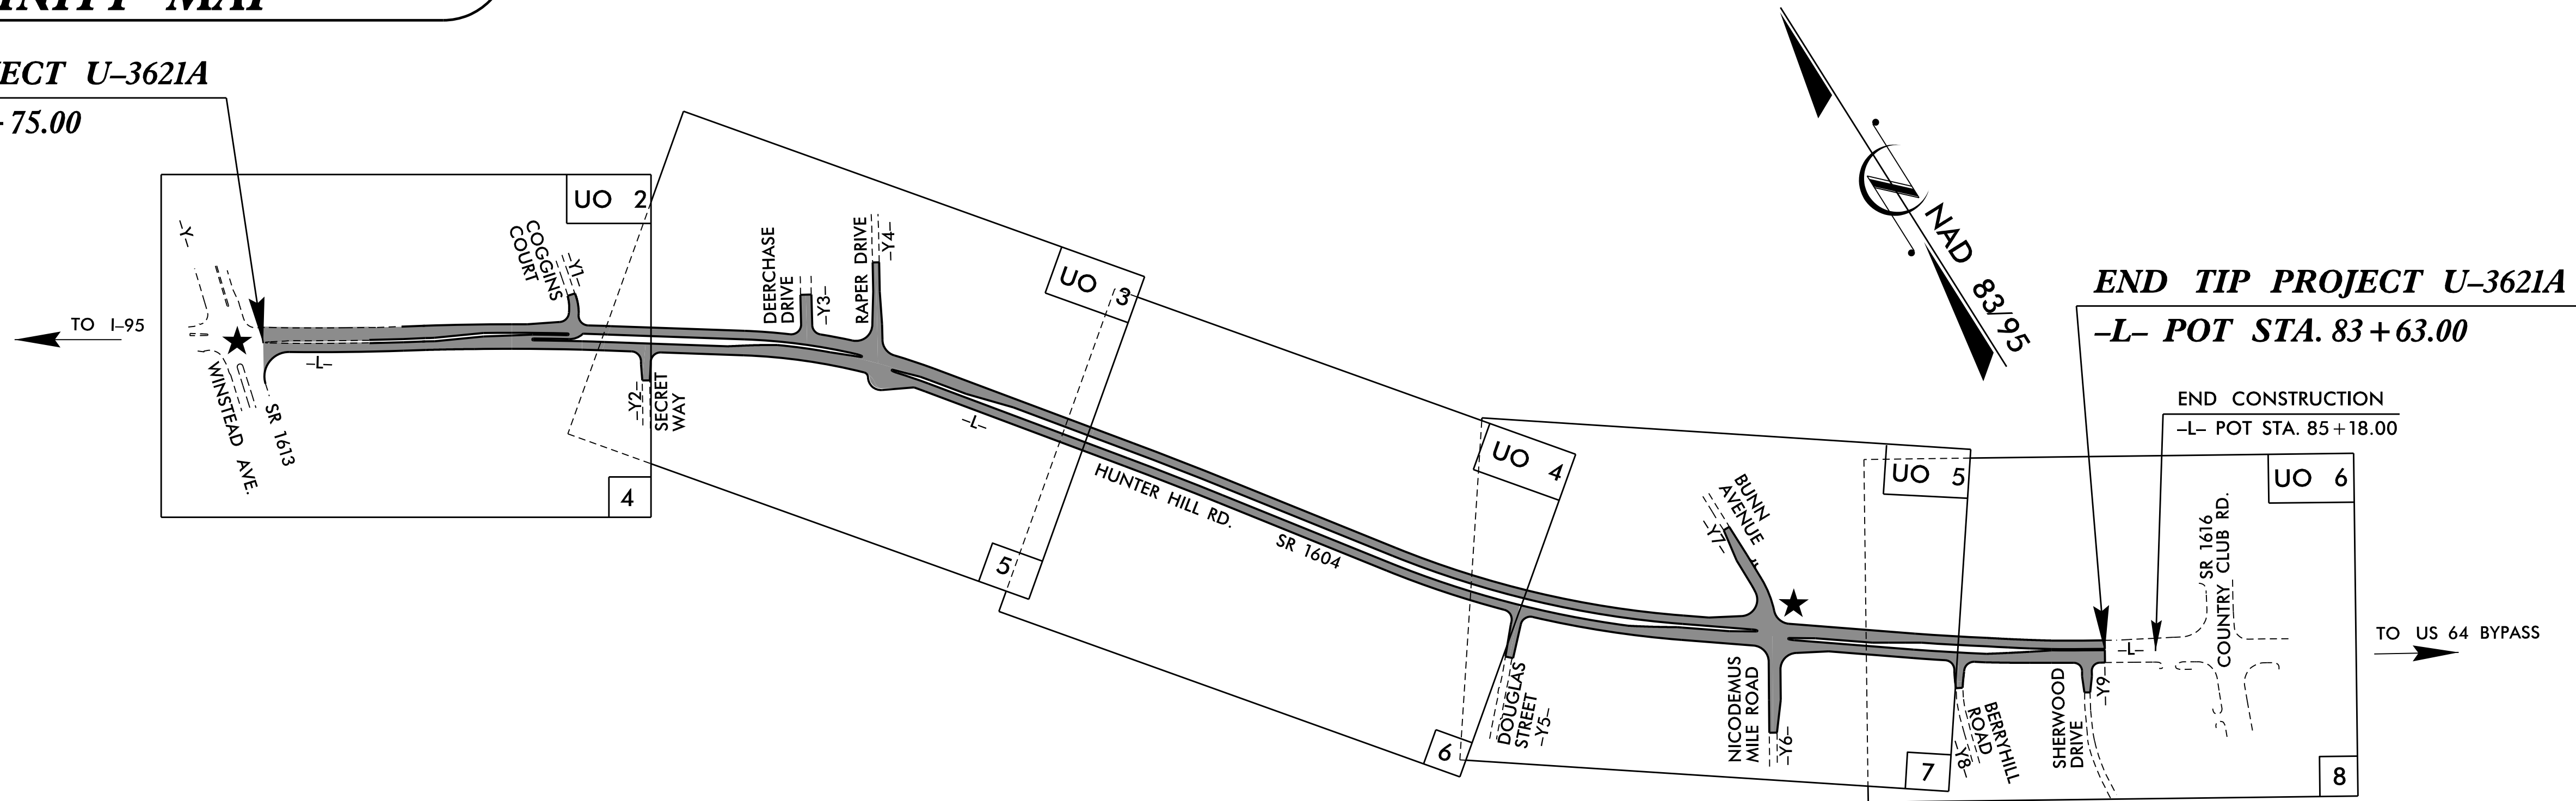 ECT U–3621A
75.00
TO I–95
–Y–
WINSTEAD AVE.
SR 1613
–L–
COGGINS
COURT
–Y1–
UO 2
4
–Y2–
SECRET
WAY
DEERCHASE
DRIVE
–Y3–
RAPER DRIVE
–Y4–
UO 3
5
–L–
HUNTER HILL RD.
SR 1604
UO 4
6
DOUGLAS
STREET
–Y5–
BUNN
AVENUE
–Y7–
NICODEMUS
MILE ROAD
–Y6–
UO 5
7
BERRYHILL
ROAD
–Y8–
SHERWOOD
DRIVE
–Y9–
–L–
SR 1616
COUNTRY CLUB RD.
UO 6
8
NAD 83/95
END TIP PROJECT U–3621A
–L– POT STA. 83+63.00
END CONSTRUCTION
–L– POT STA. 85+18.00
TO US 64 BYPASS